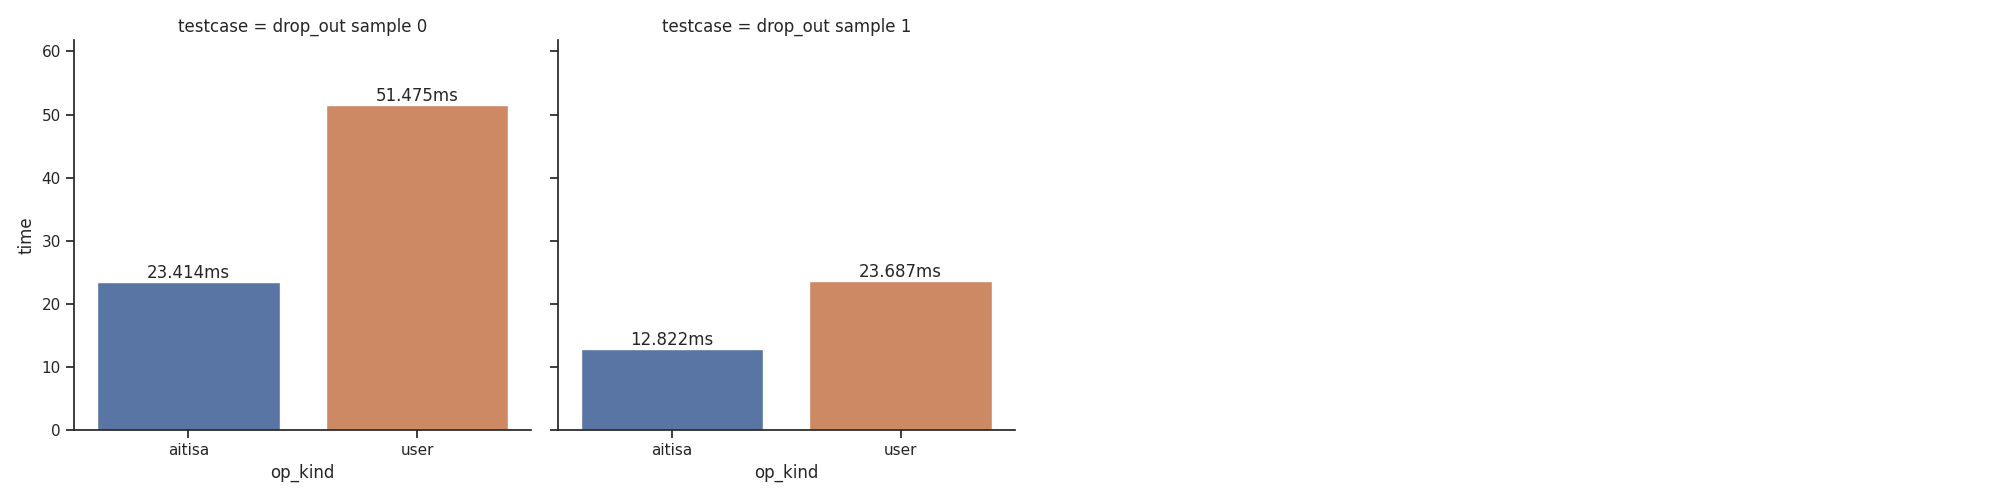 testcase = drop_out sample 0
time
60
50
40
30
20
10
0
23.414ms
51.475ms
aitisa
user
op_kind
testcase = drop_out sample 1
12.822ms
23.687ms
aitisa
user
op_kind